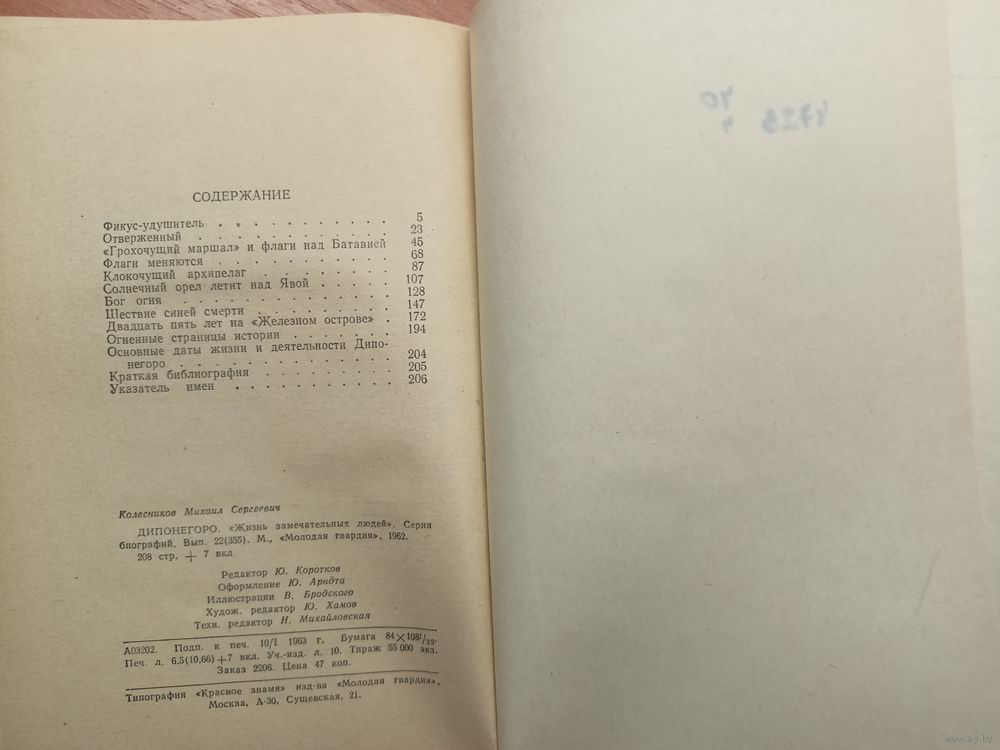 СОДЕРЖАНИЕ
Фикус-удушитель . . . . . . . . . . 5
Отверженный . . . . . . . . . . . 23
«Грохочущий маршал» и флаги над Батавией 45
Флаги меняются . . . . . . . . . . 68
Клокочущий архипелаг . . . . . . . . 87
Солнечный орел летит над Явой . . . . . 107
Бог огня . . . . . . . . . . . . 128
Шествие синей смерти . . . . . . . . 147
Двадцать пять лет на «Железном острове» . 172
Огненные страницы истории . . . . . . 194
Основные даты жизни и деятельности Дипо-
негоро . . . . . . . . . . . . 204
Краткая библиография . . . . . . . . 205
Указатель имен . . . . . . . . . . 206
Колесников Михаил Сергеевич
ДИПОНЕГОРО. «Жизнь замечательных людей». Серия
биографий. Вып. 22(355). М., «Молодая гвардия», 1962.
208 стр. + 7 вкл.
Редактор Ю. Коротков
Оформление Ю. Арндта
Иллюстрации В. Бродского
Худож. редактор Ю. Хамов
Техн. редактор Н. Михайловская
А03202. Подп. к печ. 10/I 1963 г. Бумага 84×108 1/32.
Печ. л. 6,5(10,66)+7 вкл. Уч.-изд. л. 10. Тираж 55 000 экз.
Заказ 2206. Цена 47 коп.
Типография «Красное знамя» изд-ва «Молодая гвардия».
Москва, А-30, Сущевская, 21.
www.ay.by